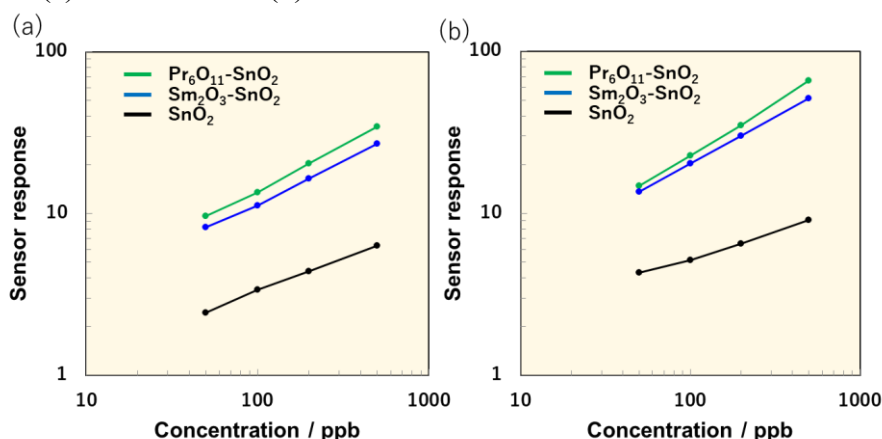 (a)
100
Pr₆O₁₁-SnO₂
Sm₂O₃-SnO₂
SnO₂
10
1
10
100
1000
Sensor response
Concentration / ppb
(b)
100
Pr₆O₁₁-SnO₂
Sm₂O₃-SnO₂
SnO₂
10
1
10
100
1000
Sensor response
Concentration / ppb